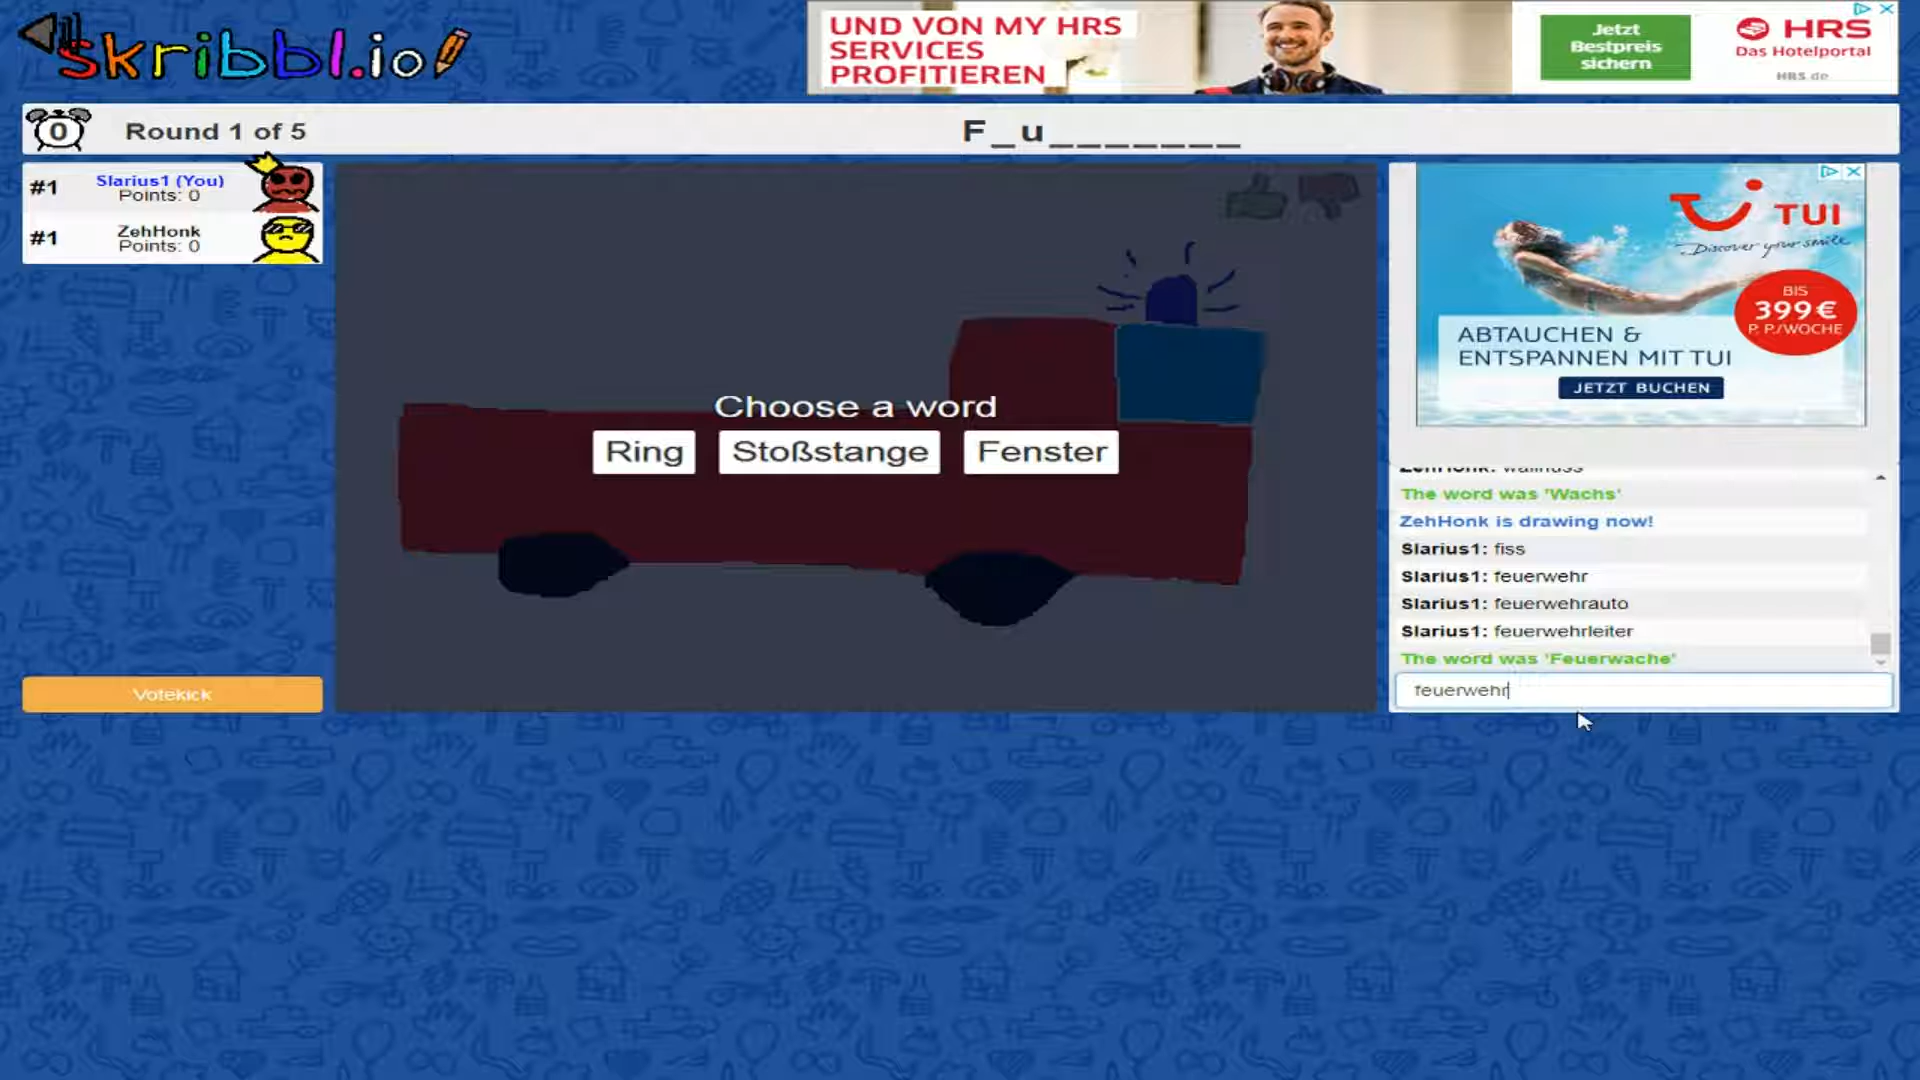 skribbl.io
UND VON MY HRS
SERVICES
PROFITIEREN
Jetzt
Bestpreis
sichern
HRS
Das Hotelportal
HRS.de
0
Round 1 of 5
F_u_______
#1
Slarius1 (You)
Points: 0
#1
ZehHonk
Points: 0
Votekick
Choose a word
Ring
Stoßstange
Fenster
TUI
Discover your smile
BIS
399 €
P. P./WOCHE
ABTAUCHEN &
ENTSPANNEN MIT TUI
JETZT BUCHEN
ZehHonk: wallnuss
The word was 'Wachs'
ZehHonk is drawing now!
Slarius1: fiss
Slarius1: feuerwehr
Slarius1: feuerwehrauto
Slarius1: feuerwehrleiter
The word was 'Feuerwache'
feuerwehr